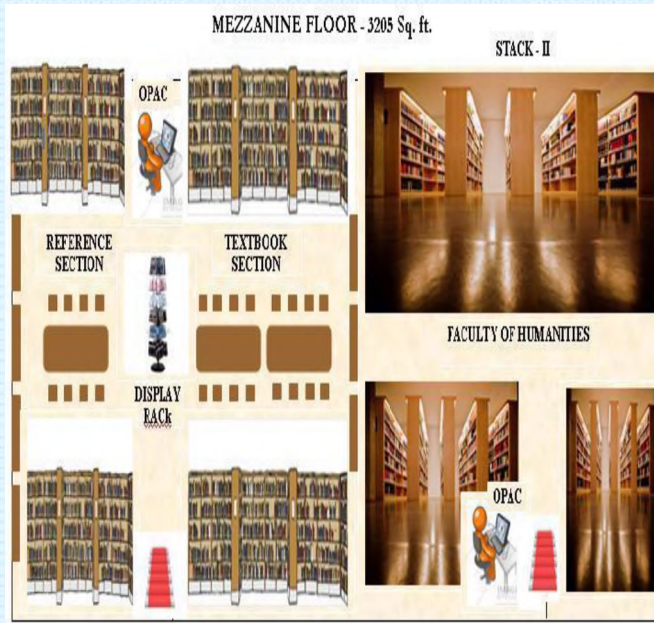 MEZZANINE FLOOR - 3205 Sq. ft.
STACK - II
OPAC
REFERENCE
SECTION
TEXTBOOK
SECTION
FACULTY OF HUMANITIES
DISPLAY
RACk
OPAC